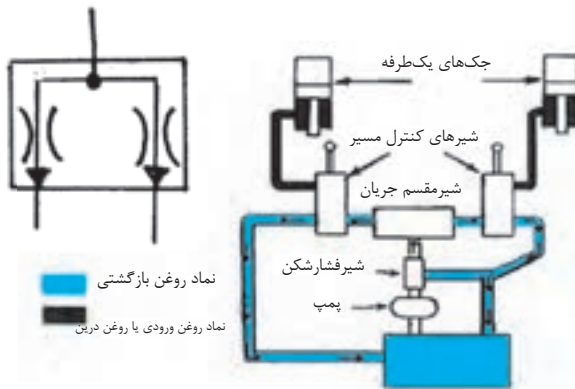 جک‌های یک‌طرفه
شیرهای کنترل مسیر
شیرمقسم جریان
شیرفشارشکن
پمپ
نماد روغن بازگشتی
نماد روغن ورودی یا روغن درین